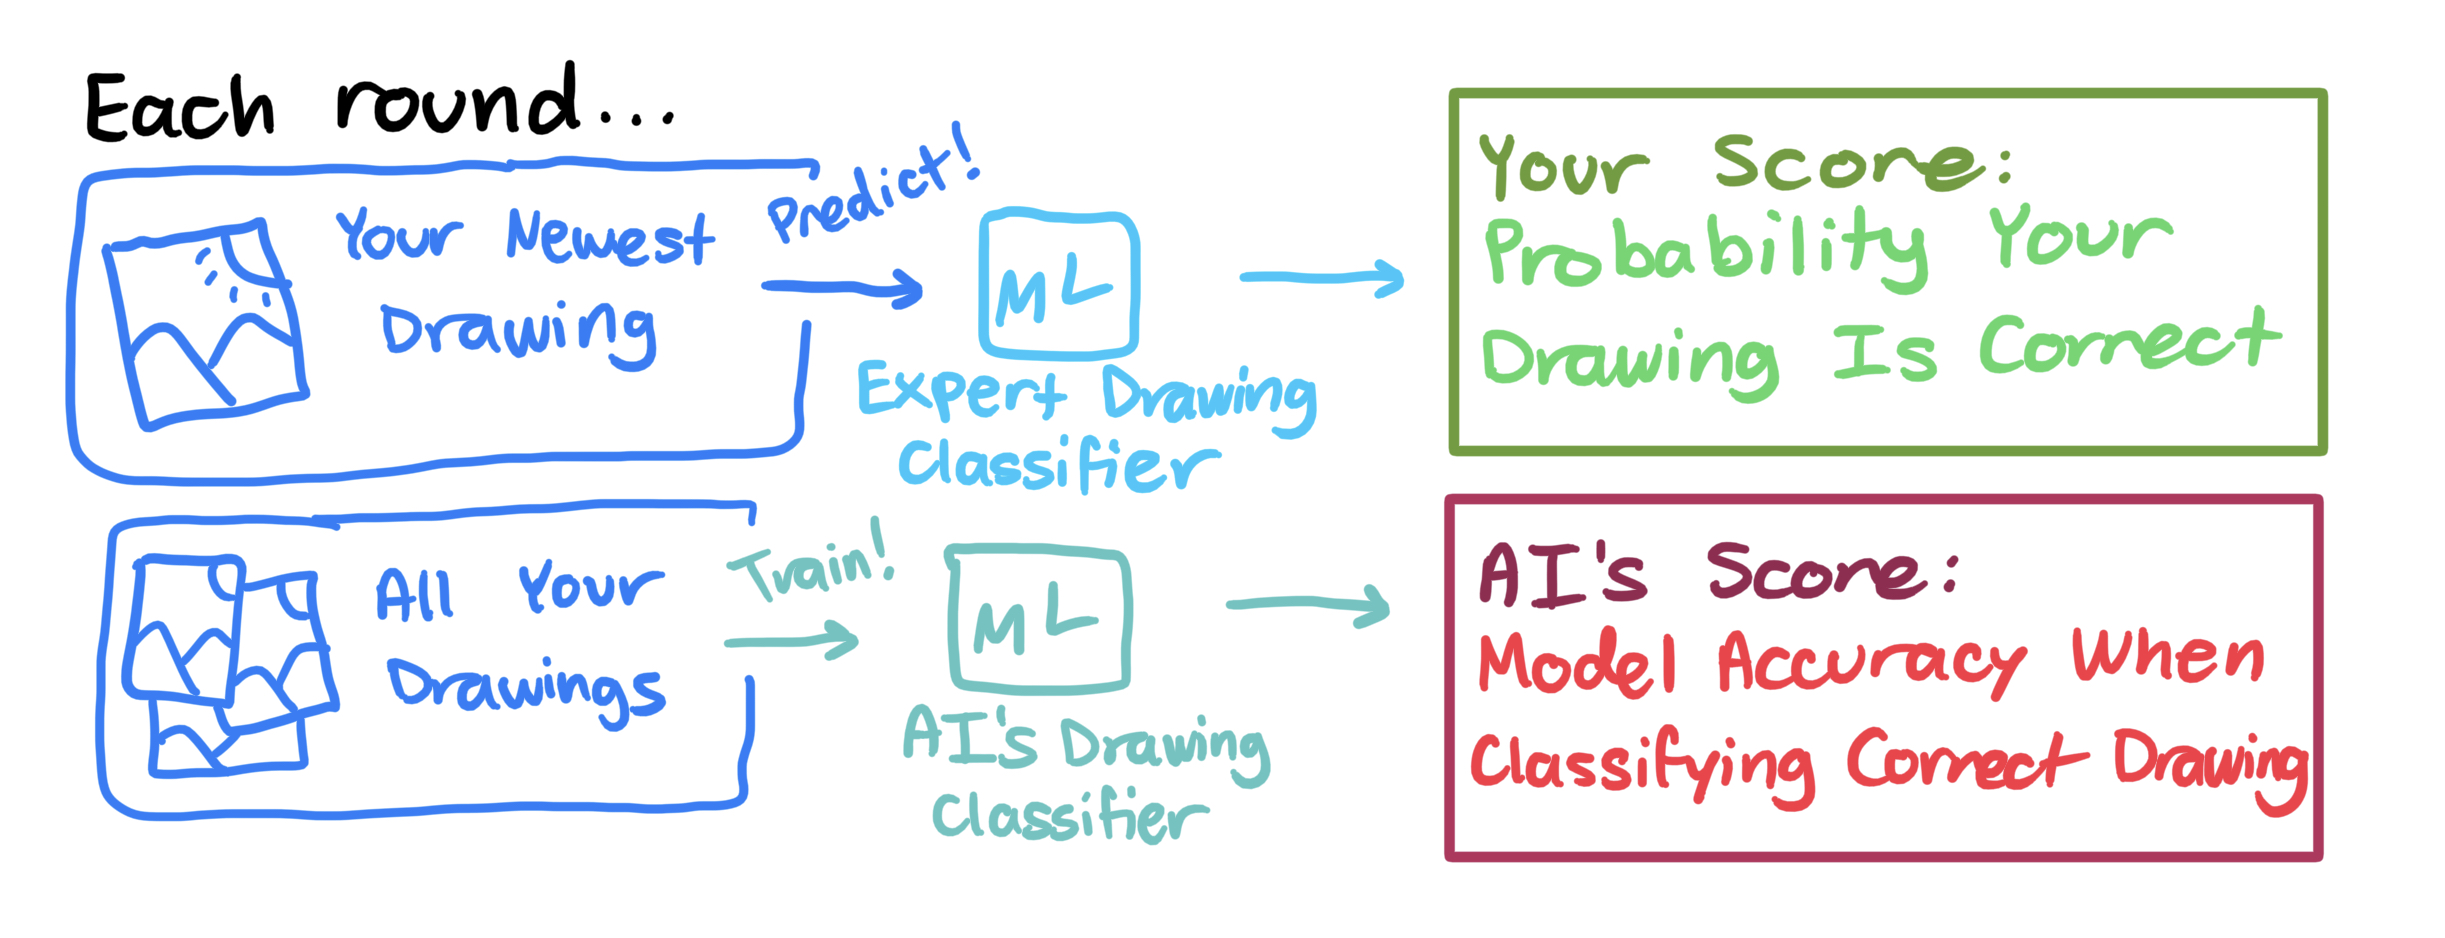 Each round...
Your Newest
Drawing
Predict!
ML
Expert Drawing
Classifier
Your Score:
Probability Your
Drawing Is Correct
All Your
Drawings
Train!
ML
AI's Drawing
Classifier
AI's Score:
Model Accuracy When
Classifying Correct Drawing